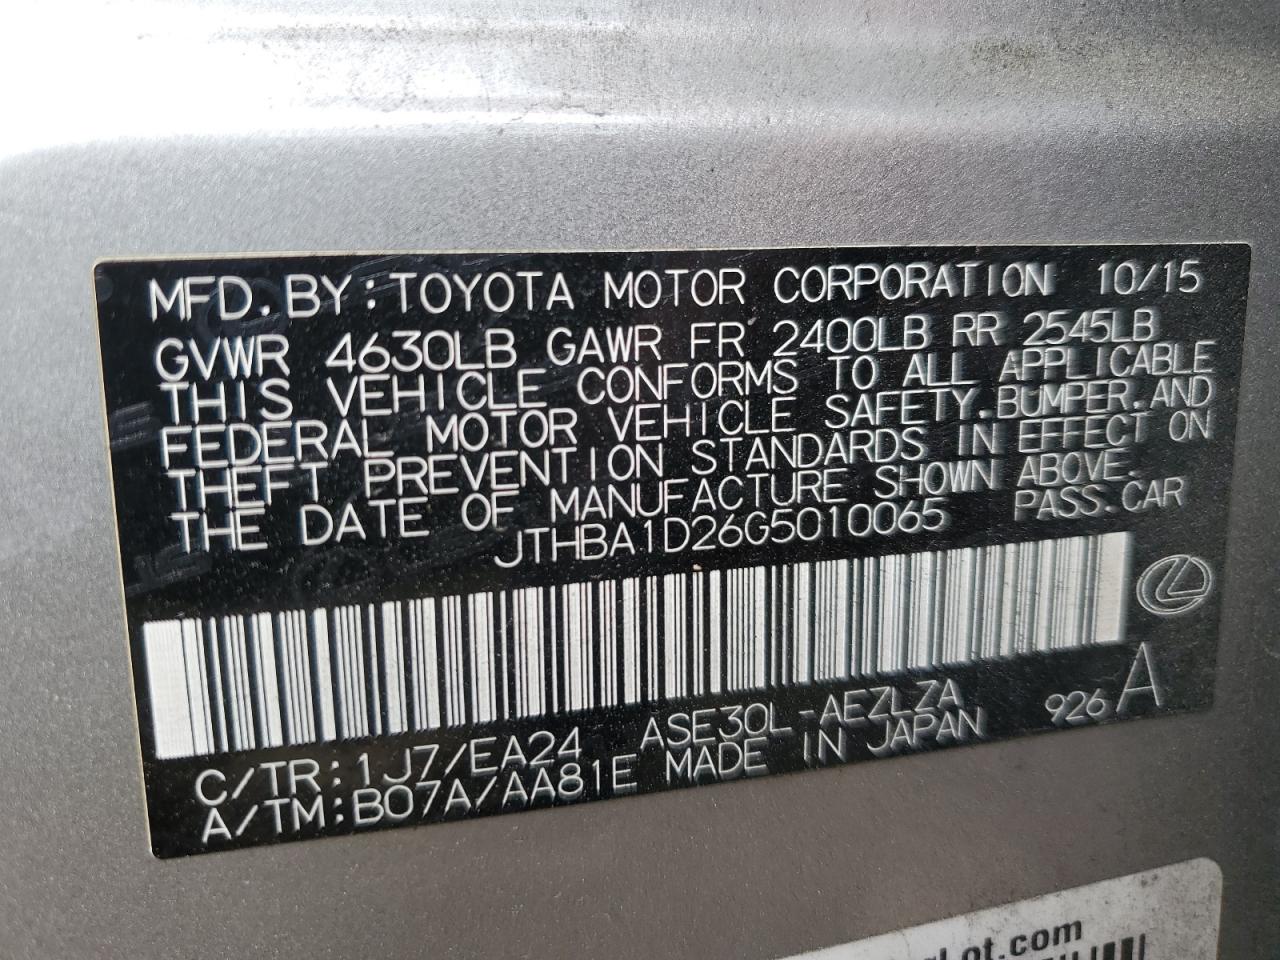 MFD.BY:TOYOTA MOTOR CORPORATION 10/15
GVWR 4630LB GAWR FR 2400LB RR 2545LB
THIS VEHICLE CONFORMS TO ALL APPLICABLE
FEDERAL MOTOR VEHICLE SAFETY,BUMPER,AND
THEFT PREVENTION STANDARDS IN EFFECT ON
THE DATE OF MANUFACTURE SHOWN ABOVE.
JTHBA1D26G5010065 PASS.CAR
C/TR:1J7/EA24 ASE30L-AEZLZA 926 A
A/TM:B07A/AA81E MADE IN JAPAN
Lot.com